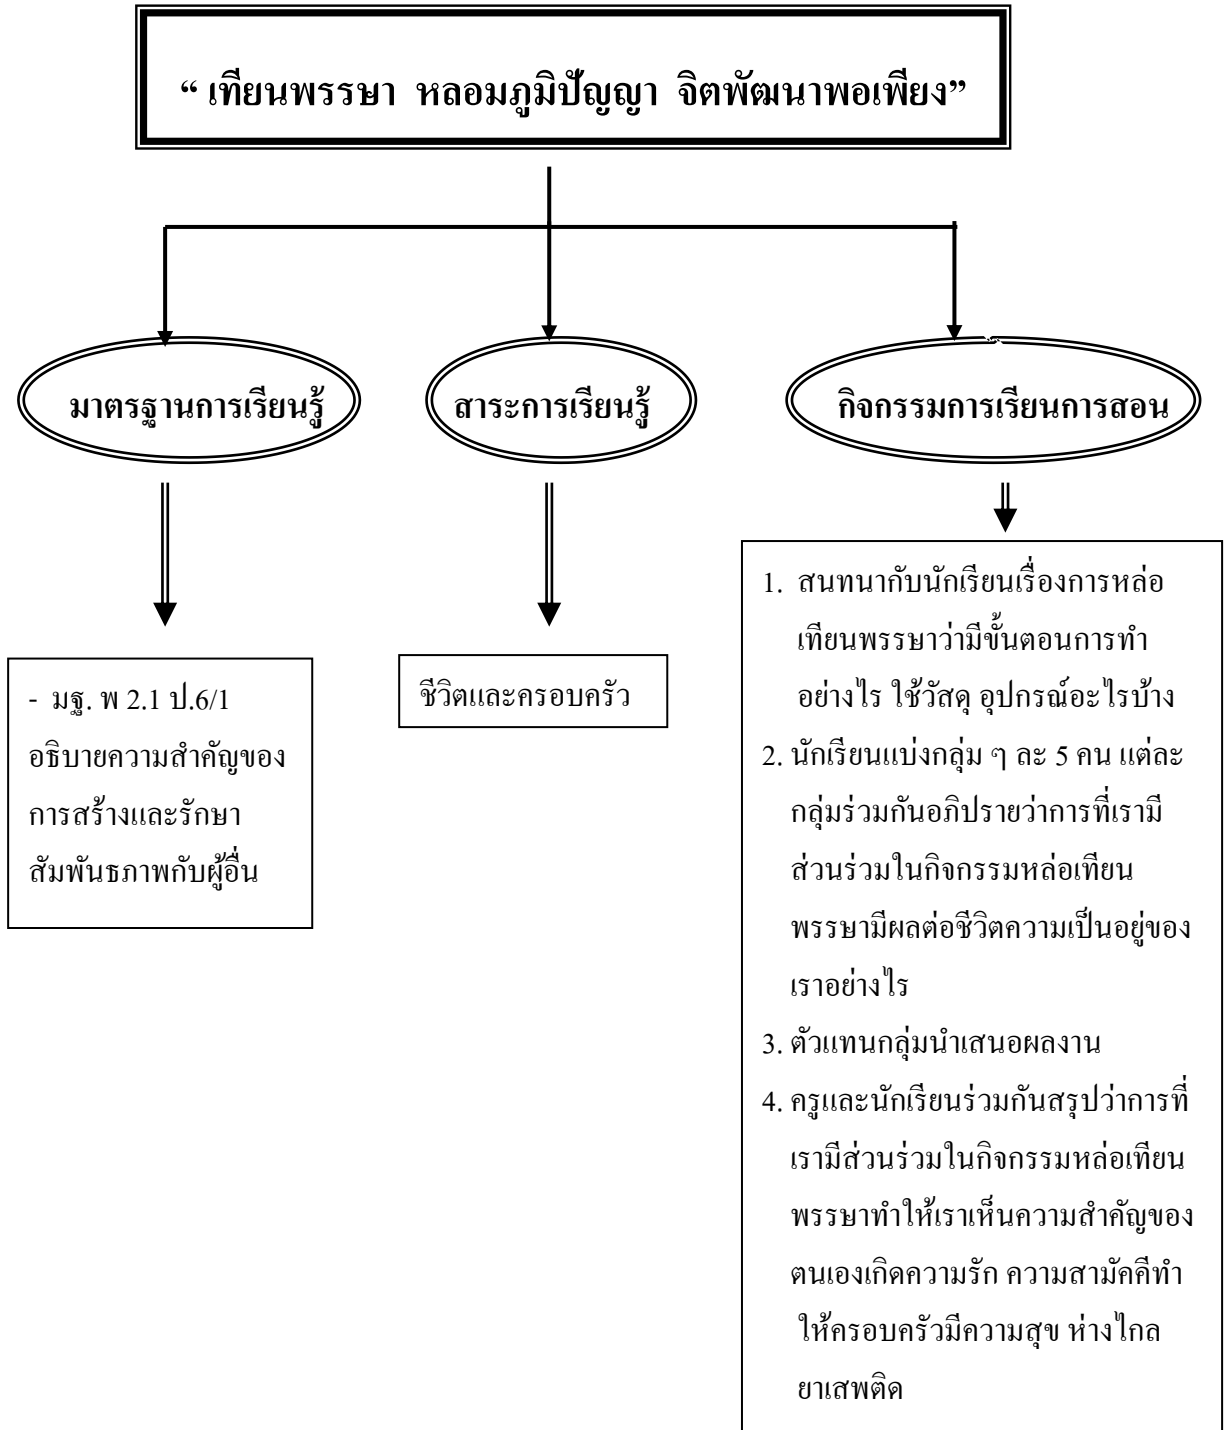 “ เทียนพรรษา หลอมภูมิปัญญา จิตพัฒนาพอเพียง”
มาตรฐานการเรียนรู้
สาระการเรียนรู้
กิจกรรมการเรียนการสอน
- มฐ. พ 2.1 ป.6/1
อธิบายความสำคัญของ
การสร้างและรักษา
สัมพันธภาพกับผู้อื่น
ชีวิตและครอบครัว
1. สนทนากับนักเรียนเรื่องการหล่อ
เทียนพรรษาว่ามีขั้นตอนการทำ
อย่างไร ใช้วัสดุ อุปกรณ์อะไรบ้าง
2. นักเรียนแบ่งกลุ่ม ๆ ละ 5 คน แต่ละ
กลุ่มร่วมกันอภิปรายว่าการที่เรามี
ส่วนร่วมในกิจกรรมหล่อเทียน
พรรษามีผลต่อชีวิตความเป็นอยู่ของ
เราอย่างไร
3. ตัวแทนกลุ่มนำเสนอผลงาน
4. ครูและนักเรียนร่วมกันสรุปว่าการที่
เรามีส่วนร่วมในกิจกรรมหล่อเทียน
พรรษาทำให้เราเห็นความสำคัญของ
ตนเองเกิดความรัก ความสามัคคีทำ
ให้ครอบครัวมีความสุข ห่างไกล
ยาเสพติด